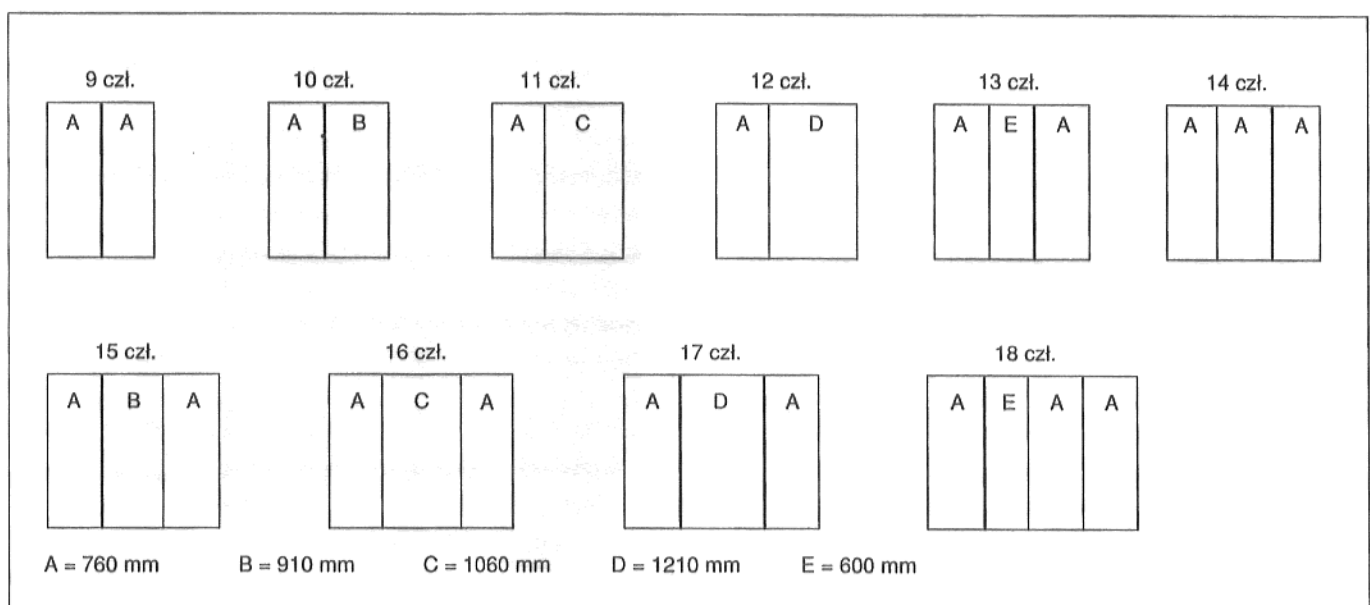 9 czł. 10 czł. 11 czł. 12 czł. 13 czł. 14 czł.
A A A B A C A D A E A A A A
15 czł. 16 czł. 17 czł. 18 czł.
A B A A C A A D A A E A A
A = 760 mm B = 910 mm C = 1060 mm D = 1210 mm E = 600 mm